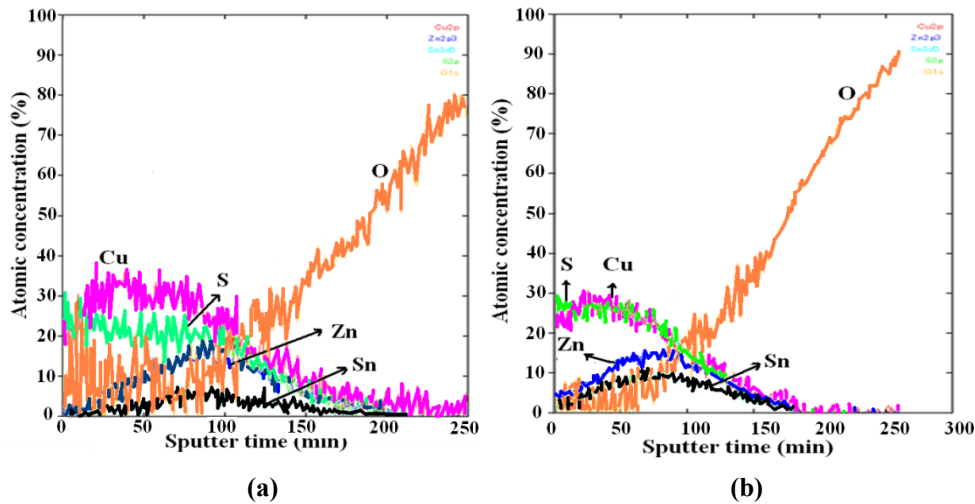 100
90
80
70
60
50
40
30
20
10
0
Atomic concentration (%)
Cu2p
Zn2p3
Sn3d5
S2p
O1s
O
Cu
S
Zn
Sn
0 50 100 150 200 250
Sputter time (min)
(a)
100
90
80
70
60
50
40
30
20
10
0
Atomic concentration (%)
Cu2p
Zn2p3
Sn3d5
S2p
O1s
O
S
Cu
Zn
Sn
0 50 100 150 200 250 300
Sputter time (min)
(b)